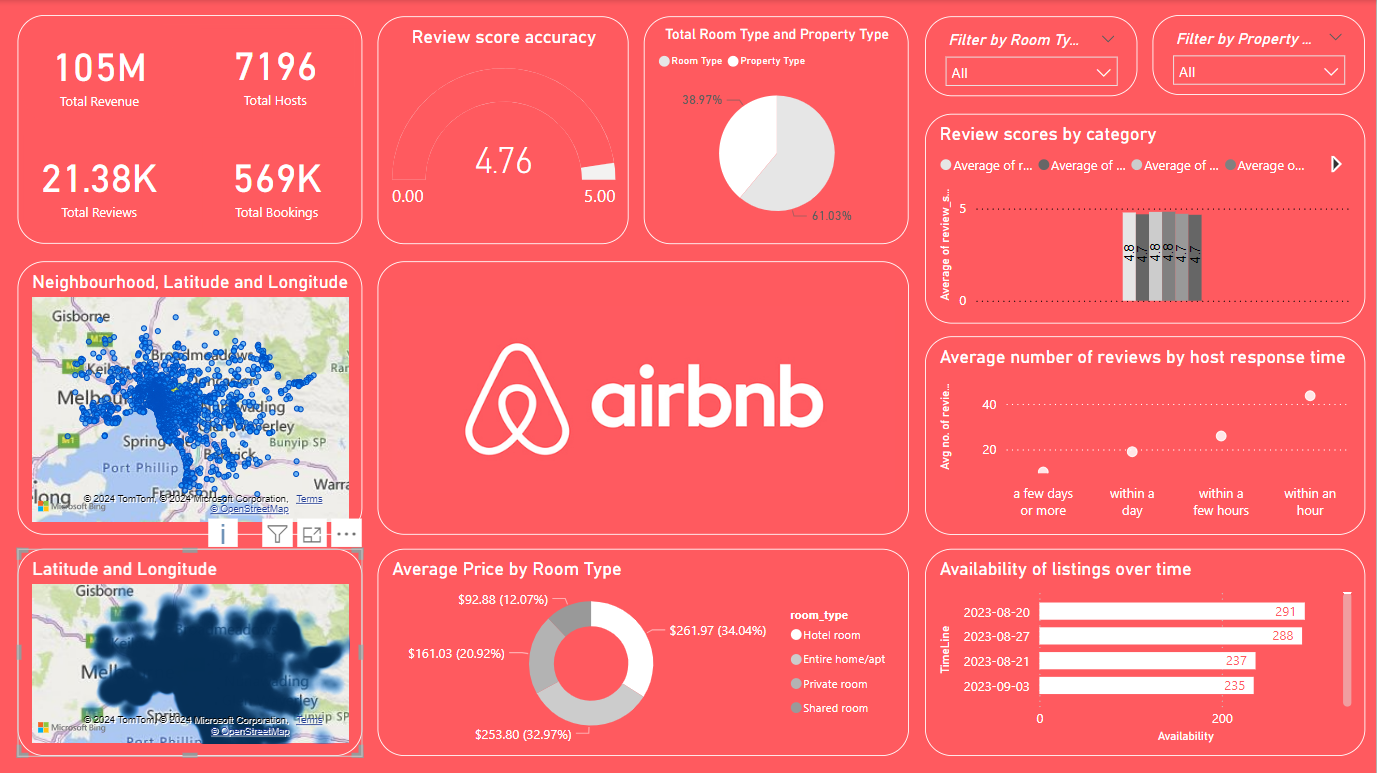 105M
Total Revenue
7196
Total Hosts
21.38K
Total Reviews
569K
Total Bookings
Review score accuracy
4.76
0.00
5.00
Total Room Type and Property Type
Room Type
Property Type
38.97%
61.03%
Filter by Room Ty...
All
Filter by Property ...
All
Review scores by category
Average of r...
Average of ...
Average of ...
Average o...
Average of review_s...
5
0
4.8
4.7
4.8
4.8
4.7
4.7
Neighbourhood, Latitude and Longitude
Gisborne
Broadmeadows
Melbou
Port Phillip
Bunyip SP
Frankston
Warra
© 2024 TomTom, © 2024 Microsoft Corporation, Terms
© OpenStreetMap
Microsoft Bing
airbnb
Average number of reviews by host response time
Avg no. of revie...
40
20
a few days
or more
within a
day
within a
few hours
within an
hour
Latitude and Longitude
Gisborne
© 2024 TomTom, © 2024 Microsoft Corporation, Terms
© OpenStreetMap
Microsoft Bing
Port Phillip
Average Price by Room Type
$92.88 (12.07%)
$261.97 (34.04%)
$161.03 (20.92%)
$253.80 (32.97%)
room_type
Hotel room
Entire home/apt
Private room
Shared room
Availability of listings over time
TimeLine
2023-08-20
291
2023-08-27
288
2023-08-21
237
2023-09-03
235
0
200
Availability